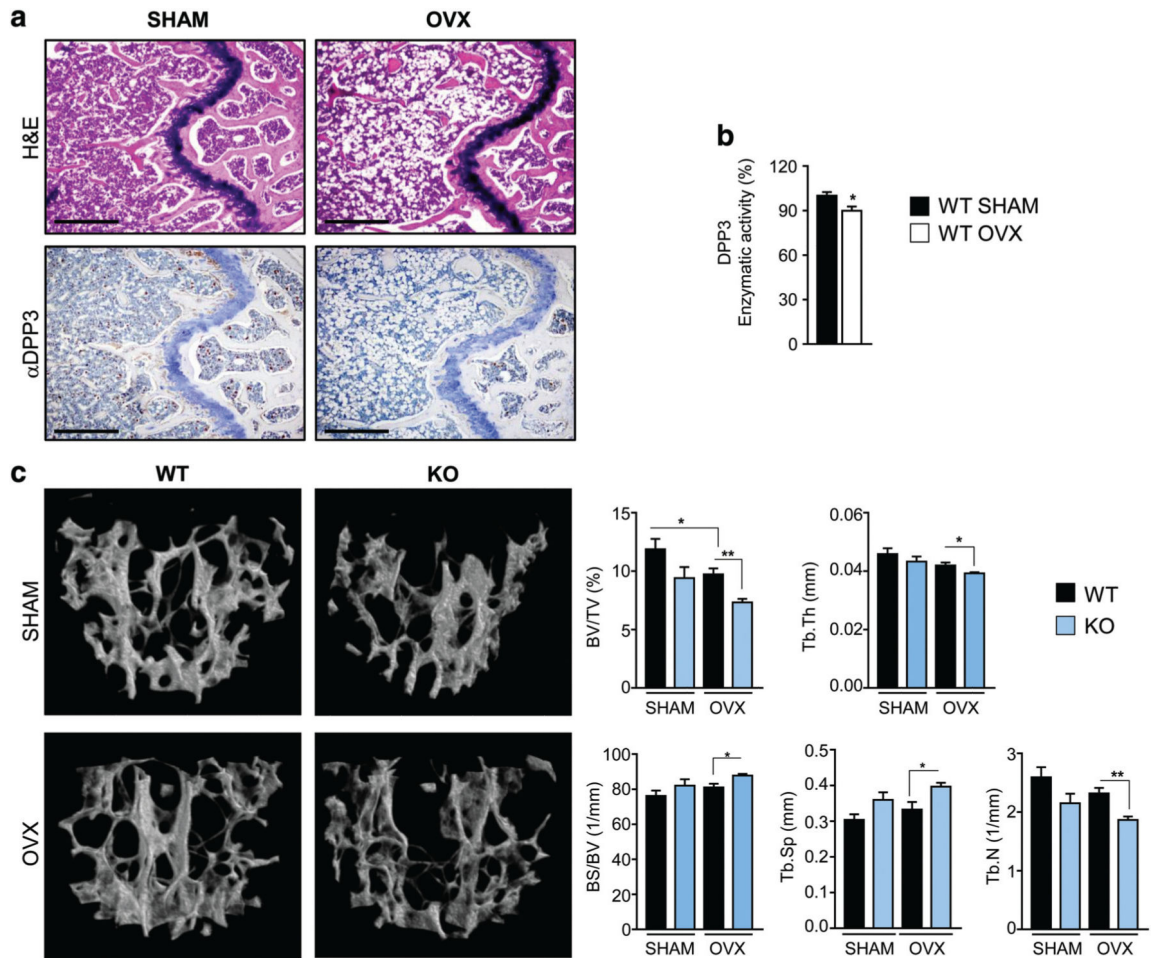 a
SHAM OVX
H&E
αDPP3
b
DPP3
Enzymatic activity (%)
120
90
60
30
0
*
WT SHAM
WT OVX
c
WT KO
SHAM
OVX
BV/TV (%)
15
10
5
0
*
**
SHAM OVX
Tb.Th (mm)
0.06
0.04
0.02
0.00
*
SHAM OVX
WT
KO
BS/BV (1/mm)
100
80
60
40
20
0
*
SHAM OVX
Tb.Sp (mm)
0.5
0.4
0.3
0.2
0.1
0.0
*
SHAM OVX
Tb.N (1/mm)
3
2
1
0
**
SHAM OVX